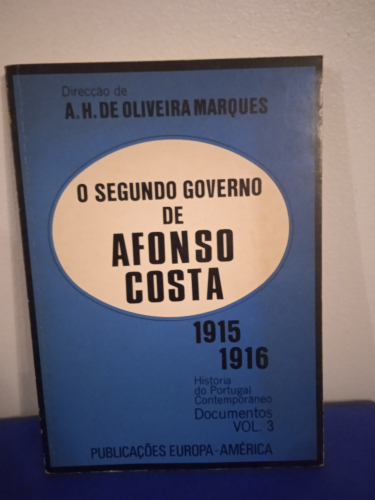 Direcção de
A. H. DE OLIVEIRA MARQUES
O SEGUNDO GOVERNO
DE
AFONSO
COSTA
1915
1916
História
do Portugal
Contemporâneo
Documentos
VOL. 3
PUBLICAÇÕES EUROPA-AMÉRICA